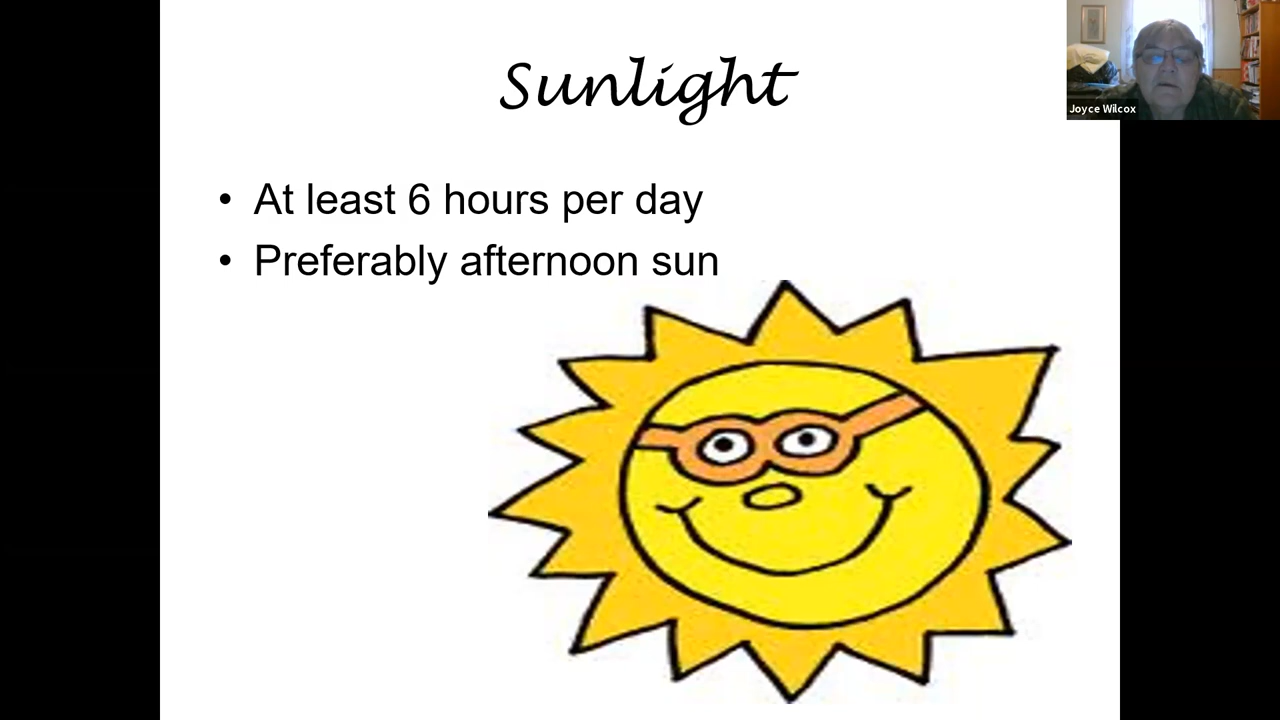 Sunlight
Joyce Wilcox
• At least 6 hours per day
• Preferably afternoon sun